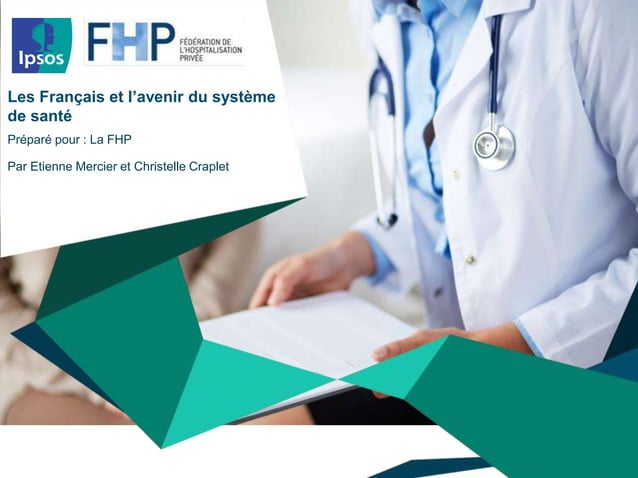 Ipsos
FHP
FÉDÉRATION DE
L'HOSPITALISATION
PRIVÉE
Les Français et l'avenir du système
de santé
Préparé pour : La FHP
Par Etienne Mercier et Christelle Craplet